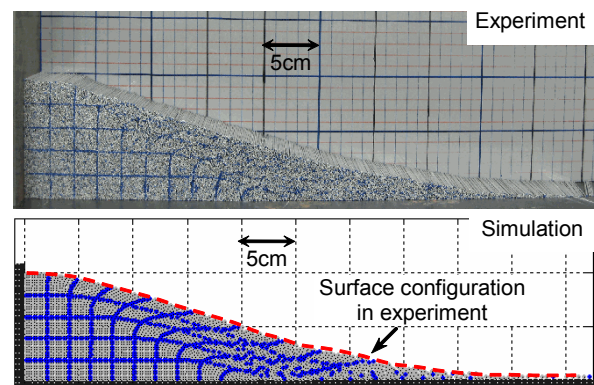 Experiment
5cm
Simulation
5cm
Surface configuration
in experiment